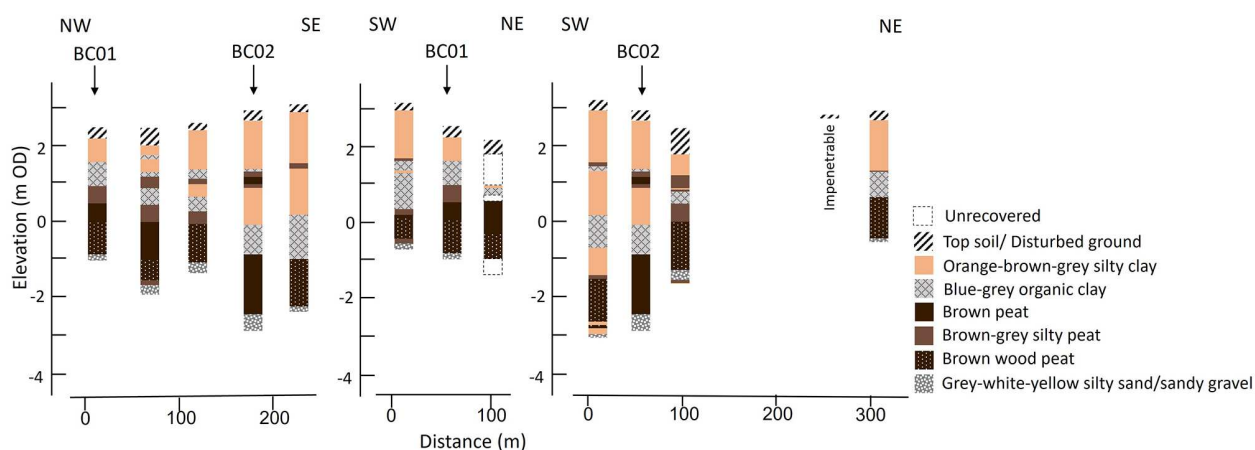 NW
SE
SW
NE
SW
NE
BC01
BC02
BC01
BC02
Elevation (m OD)
2
0
-2
-4
2
0
-2
-4
2
0
-2
-4
0
100
200
0
100
0
100
200
300
Distance (m)
Impenetrable
Unrecovered
Top soil/ Disturbed ground
Orange-brown-grey silty clay
Blue-grey organic clay
Brown peat
Brown-grey silty peat
Brown wood peat
Grey-white-yellow silty sand/sandy gravel